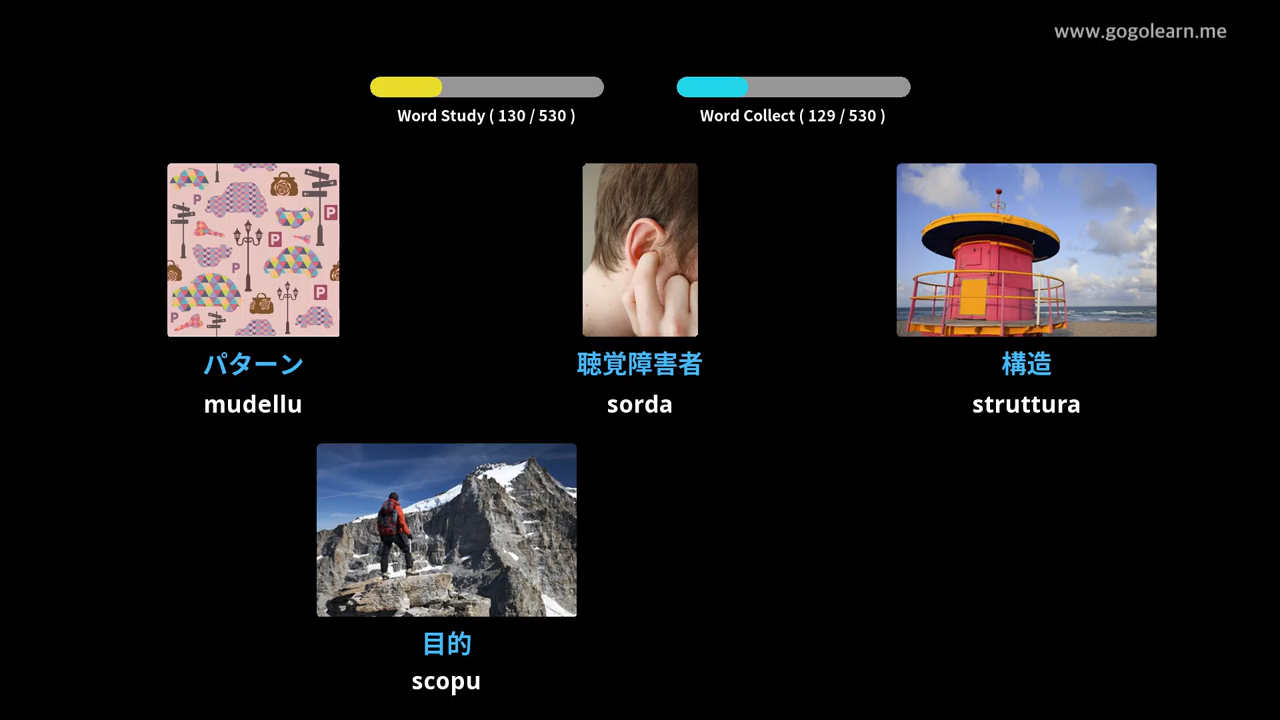 www.gogolearn.me
Word Study ( 130 / 530 )
Word Collect ( 129 / 530 )
P
P
P
P
P
P
パターン
mudellu
聴覚障害者
sorda
構造
struttura
目的
scopu